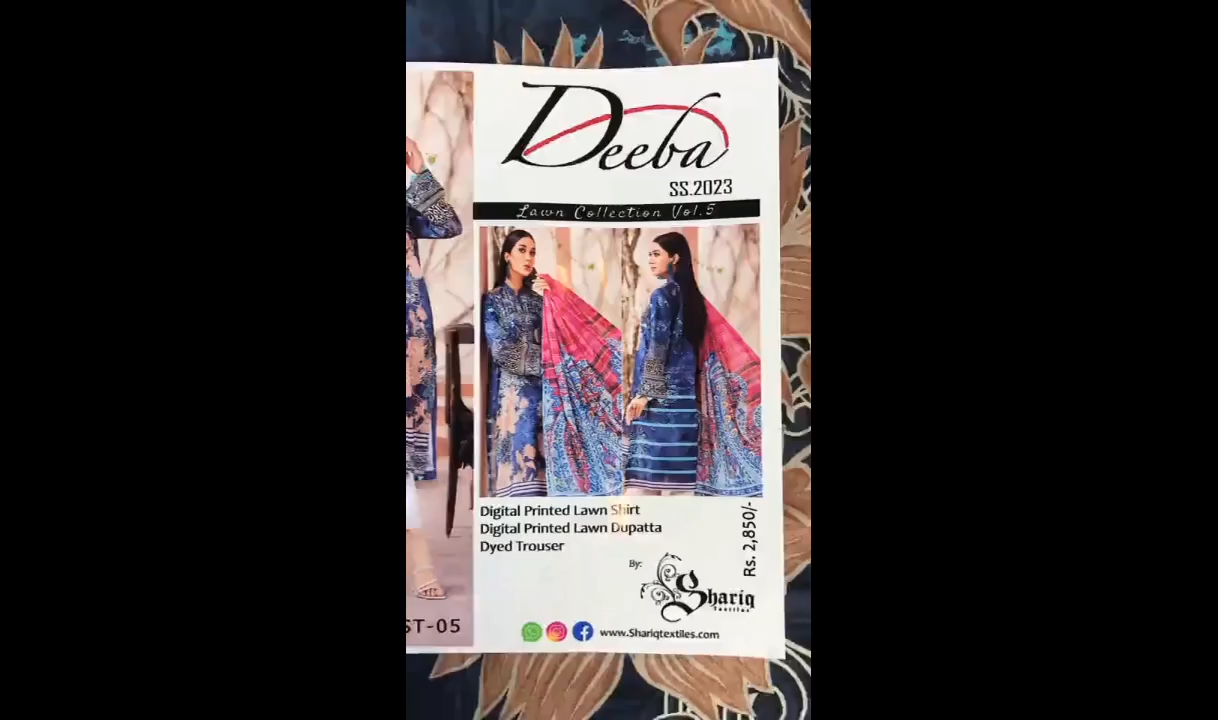 Deeba
SS.2023
Lawn Collection Vol.5
Digital Printed Lawn Shirt
Digital Printed Lawn Dupatta
Dyed Trouser
Rs. 2,850/-
By:
Shariq
Textiles
www.Shariqtextiles.com
ST-05